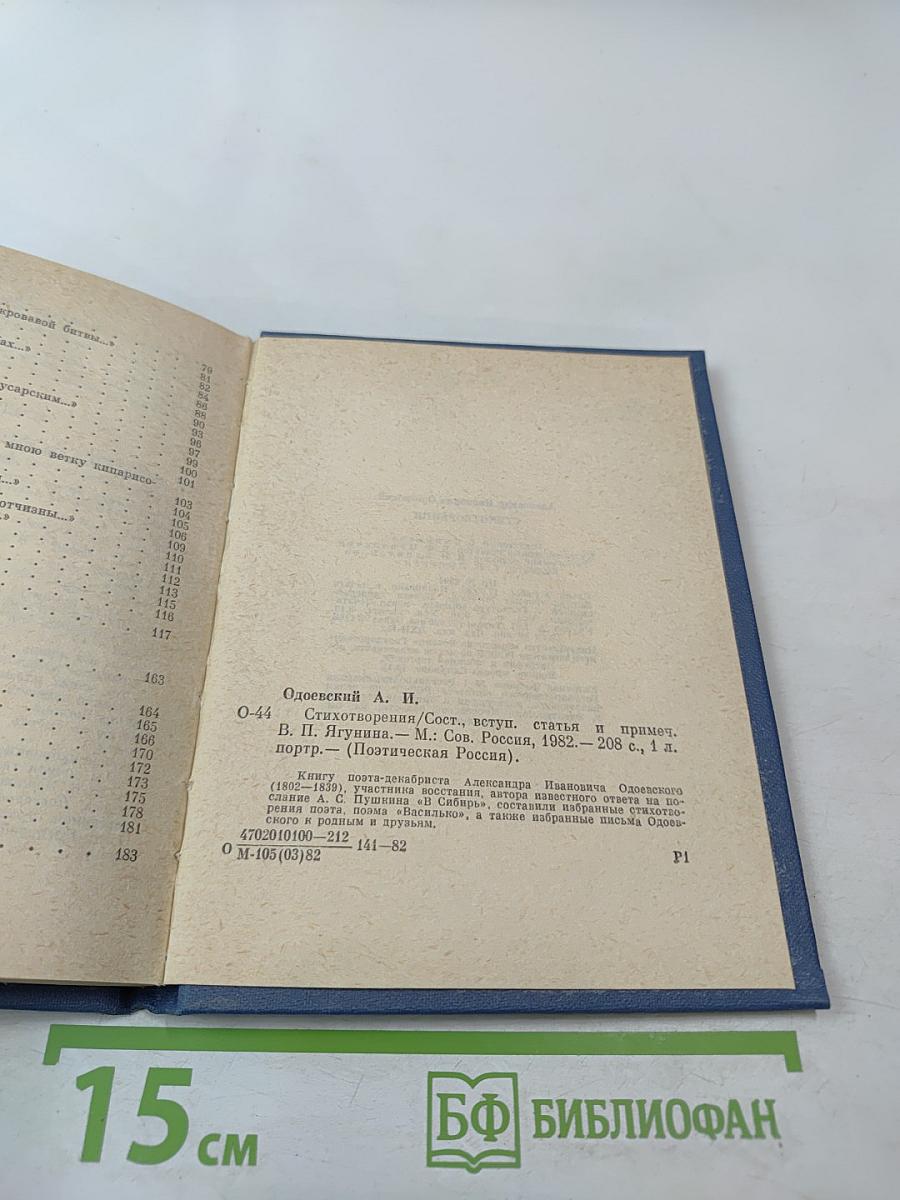 кровавой битвы...»
ах...»
79
81
82
84
усарским...»
86
88
90
93
96
97
99
100
мною ветку кипарисо-
101
...»
103
отчизны...»
104
105
106
109
110
111
112
113
115
116
117
163
164
165
166
170
172
173
175
178
181
183
Одоевский А. И.
О-44 Стихотворения/Сост., вступ. статья и примеч.
В. П. Ягунина.— М.: Сов. Россия, 1982.— 208 с., 1 л.
портр.— (Поэтическая Россия).
Книгу поэта-декабриста Александра Ивановича Одоевского
(1802—1839), участника восстания, автора известного ответа на по-
слание А. С. Пушкина «В Сибирь», составили избранные стихотво-
рения поэта, поэма «Василько», а также избранные письма Одоев-
ского к родным и друзьям.
О 4702010100—212 141—82
М-105(03)82
Р1
15 см
БФ БИБЛИОФАН